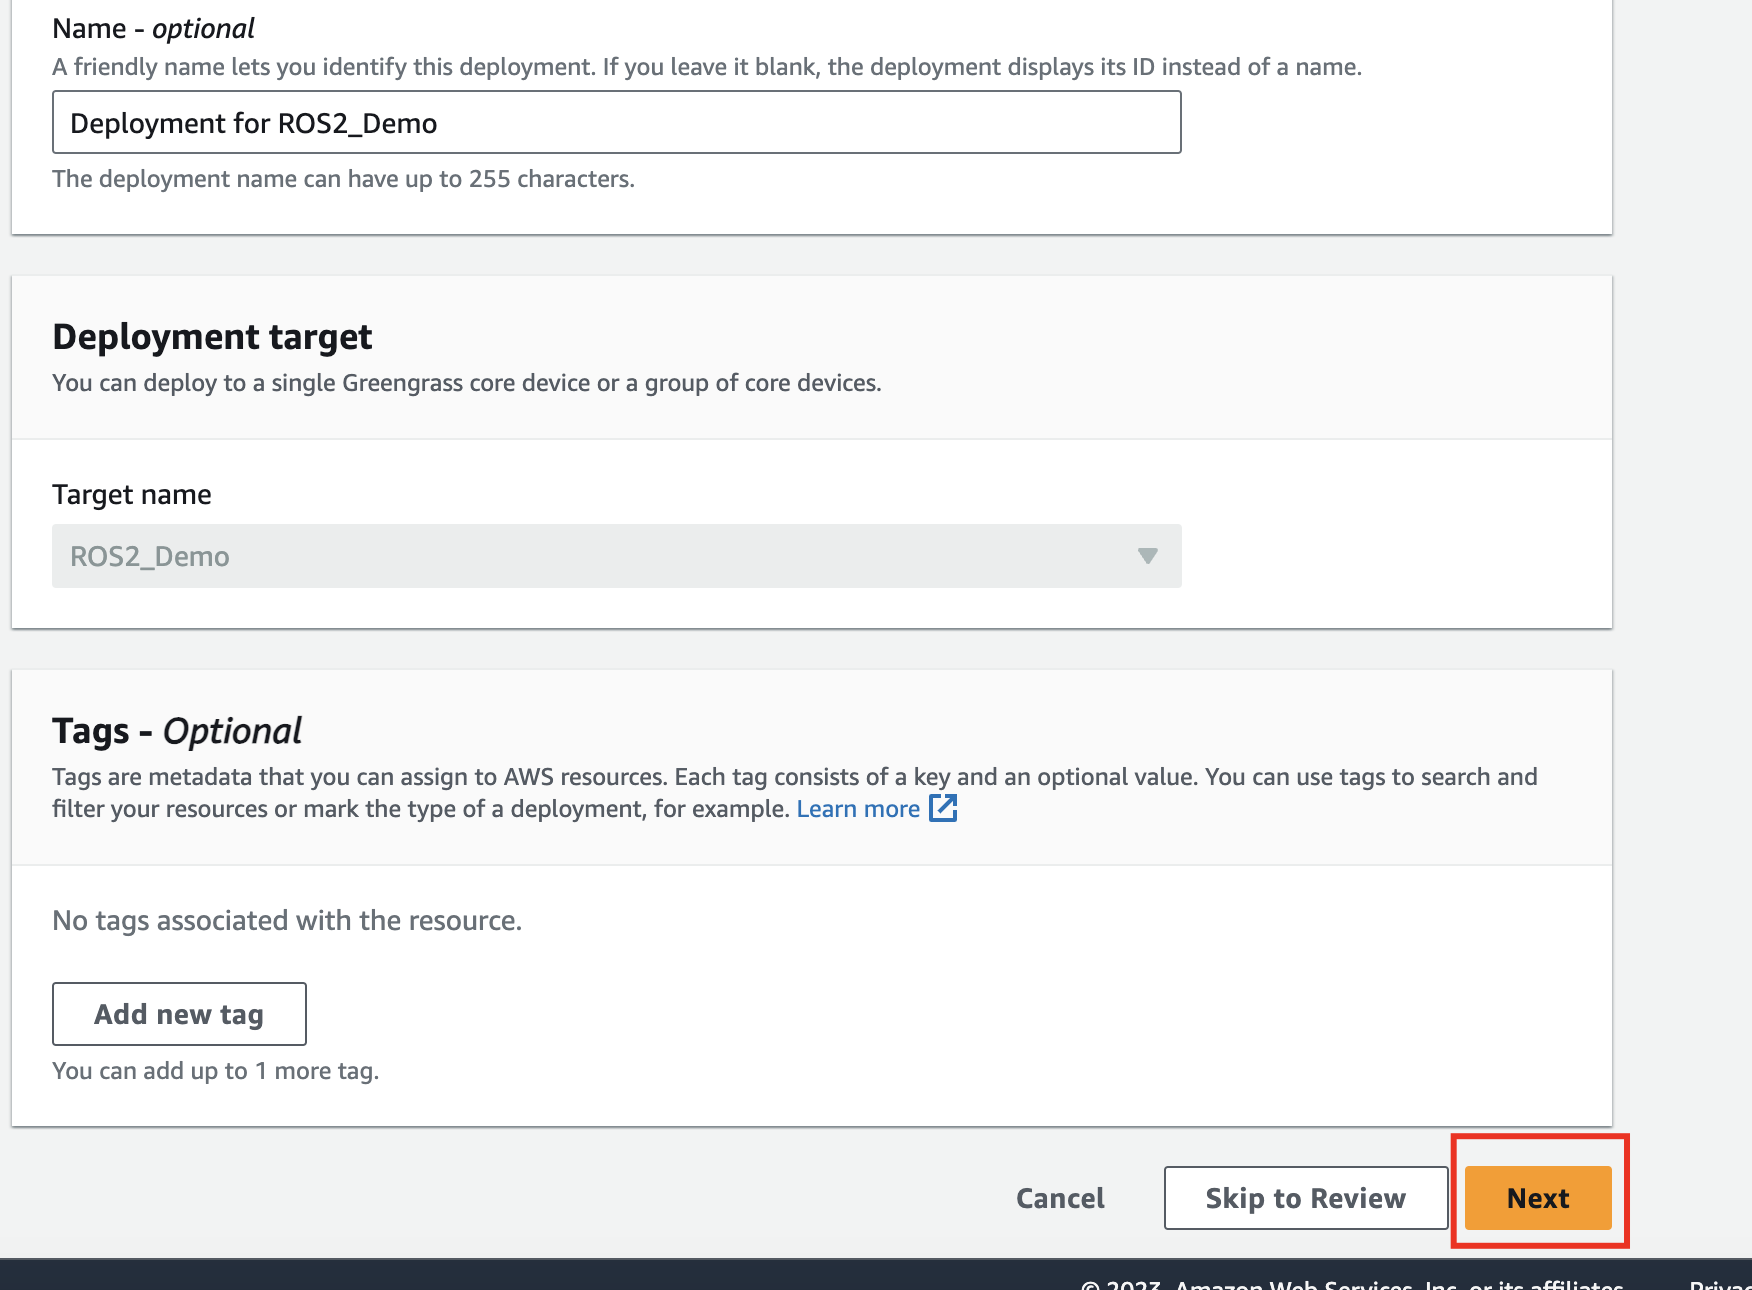 Name - optional
A friendly name lets you identify this deployment. If you leave it blank, the deployment displays its ID instead of a name.
Deployment for ROS2_Demo
The deployment name can have up to 255 characters.
Deployment target
You can deploy to a single Greengrass core device or a group of core devices.
Target name
ROS2_Demo
Tags - Optional
Tags are metadata that you can assign to AWS resources. Each tag consists of a key and an optional value. You can use tags to search and
filter your resources or mark the type of a deployment, for example. Learn more
No tags associated with the resource.
Add new tag
You can add up to 1 more tag.
Cancel Skip to Review Next
© 2023, Amazon Web Services, Inc. or its affiliates.